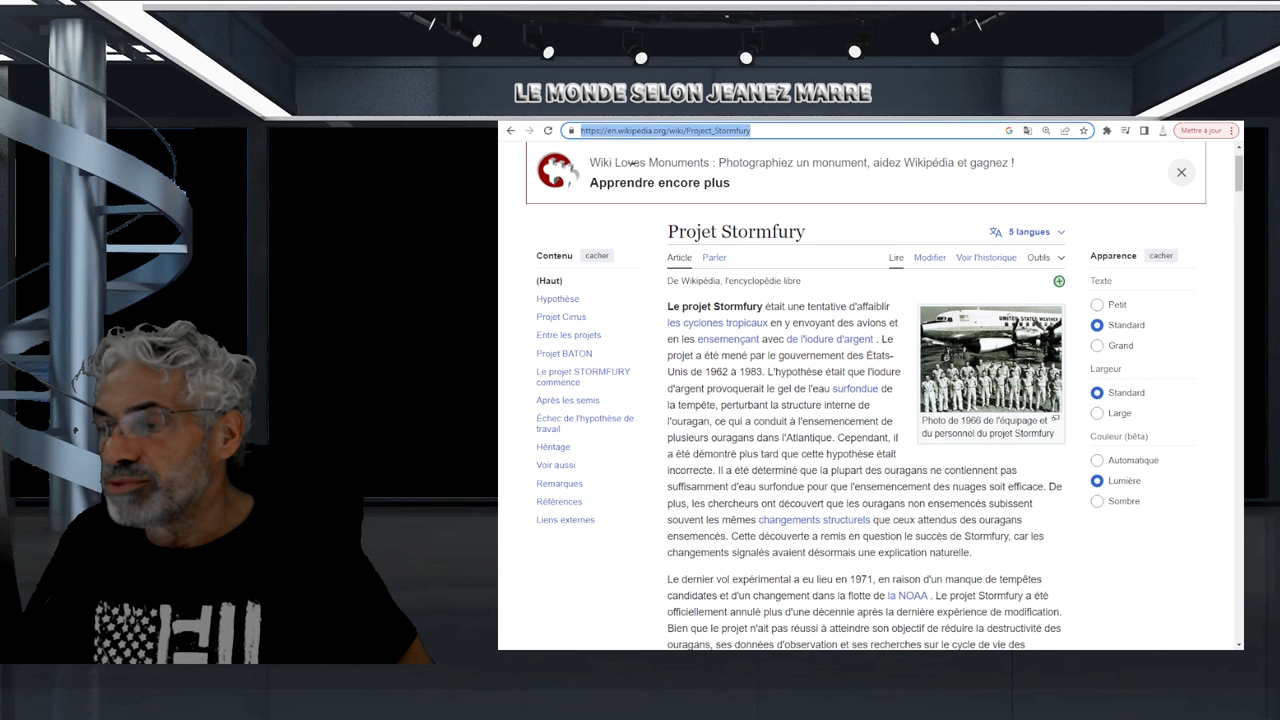 LE MONDE SELON JEANEZ MARRE
https://en.wikipedia.org/wiki/Project_Stormfury
Mettre à jour
Wiki Loves Monuments : Photographiez un monument, aidez Wikipédia et gagnez !
Apprendre encore plus
Projet Stormfury
5 langues
Contenu cacher
Article Parler
Lire Modifier Voir l'historique Outils
Apparence cacher
(Haut)
Hypothèse
Projet Cirrus
Entre les projets
Projet BATON
Le projet STORMFURY
commence
Après les semis
Échec de l'hypothèse de
travail
Héritage
Voir aussi
Remarques
Références
Liens externes
De Wikipédia, l'encyclopédie libre
Le projet Stormfury était une tentative d'affaiblir
les cyclones tropicaux en y envoyant des avions et
en les ensemençant avec de l'iodure d'argent . Le
projet a été mené par le gouvernement des États-
Unis de 1962 à 1983. L'hypothèse était que l'iodure
d'argent provoquerait le gel de l'eau surfondue de
la tempête, perturbant la structure interne de
l'ouragan, ce qui a conduit à l'ensemencement de
plusieurs ouragans dans l'Atlantique. Cependant, il
a été démontré plus tard que cette hypothèse était
incorrecte. Il a été déterminé que la plupart des ouragans ne contiennent pas
suffisamment d'eau surfondue pour que l'ensemencement des nuages soit efficace. De
plus, les chercheurs ont découvert que les ouragans non ensemencés subissent
souvent les mêmes changements structurels que ceux attendus des ouragans
ensemencés. Cette découverte a remis en question le succès de Stormfury, car les
changements signalés avaient désormais une explication naturelle.
UNITED STATES WEATHER
Photo de 1966 de l'équipage et
du personnel du projet Stormfury
Le dernier vol expérimental a eu lieu en 1971, en raison d'un manque de tempêtes
candidates et d'un changement dans la flotte de la NOAA . Le projet Stormfury a été
officiellement annulé plus d'une décennie après la dernière expérience de modification.
Bien que le projet n'ait pas réussi à atteindre son objectif de réduire la destructivité des
ouragans, ses données d'observation et ses recherches sur le cycle de vie des
Texte
Petit
Standard
Grand
Largeur
Standard
Large
Couleur (bêta)
Automatique
Lumière
Sombre